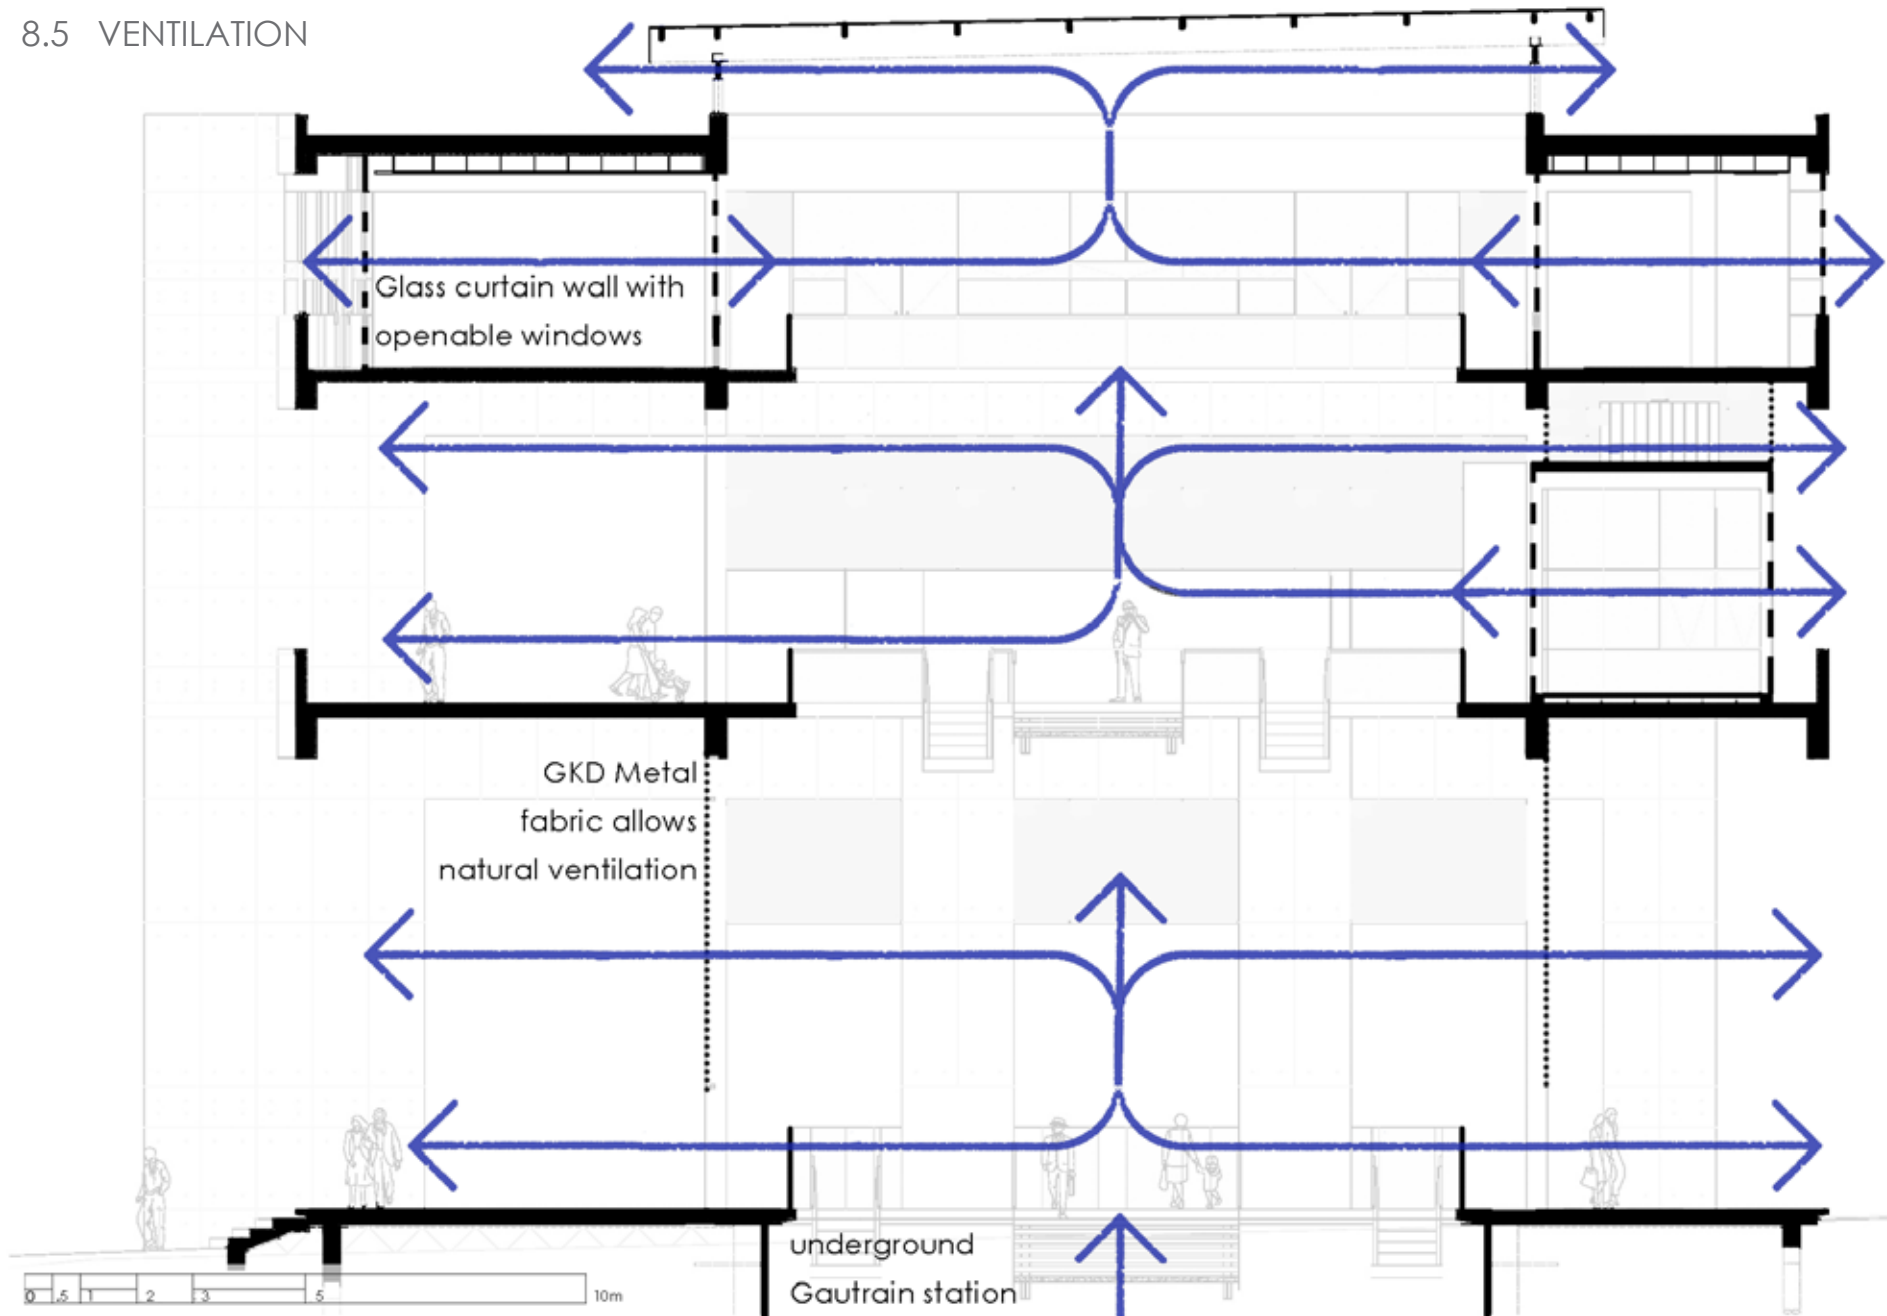 8.5 VENTILATION
Glass curtain wall with
openable windows
GKD Metal
fabric allows
natural ventilation
underground
Gautrain station
0 .5 1 2 3 5 10m